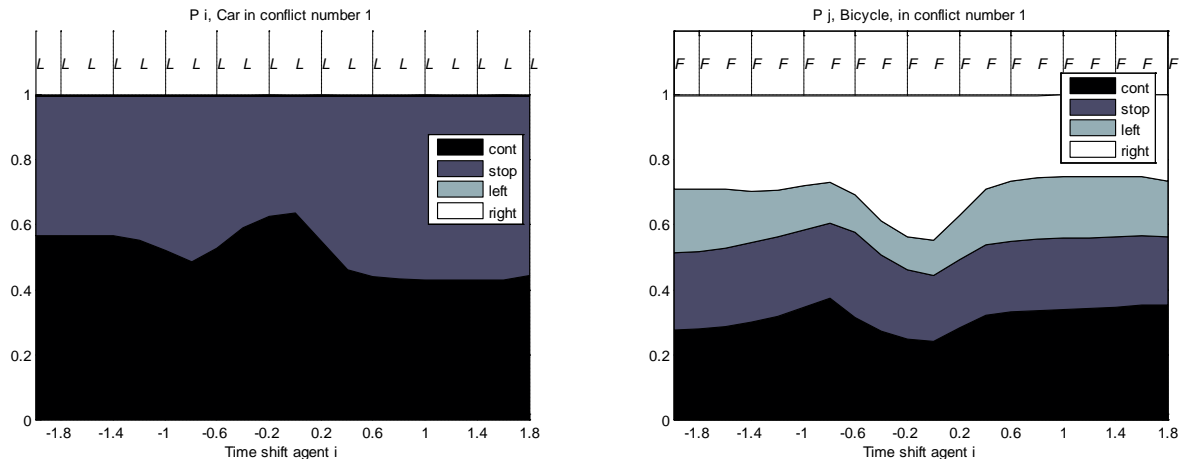 P i, Car in conflict number 1
L L L L L L L L L L L L L L L L L L L L
1
0.8
0.6
0.4
0.2
0
cont
stop
left
right
-1.8 -1.4 -1 -0.6 -0.2 0.2 0.6 1 1.4 1.8
Time shift agent i
P j, Bicycle, in conflict number 1
F F F F F F F F F F F F F F F F F F F F
1
0.8
0.6
0.4
0.2
0
cont
stop
left
right
-1.8 -1.4 -1 -0.6 -0.2 0.2 0.6 1 1.4 1.8
Time shift agent i